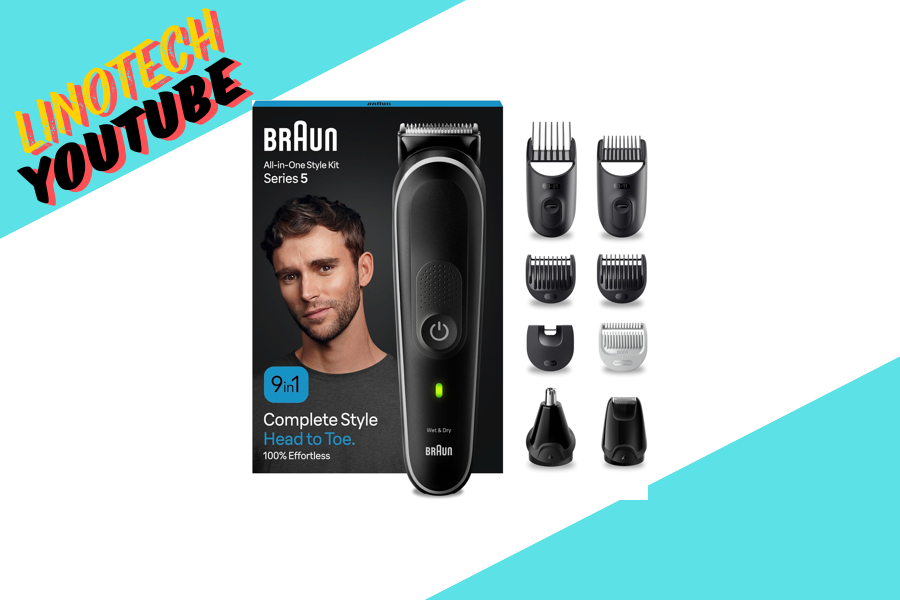 LINOTECH
YOUTUBE
BRAUN
BRAUN
All-in-One Style Kit
Series 5
9in1
Complete Style
Head to Toe.
100% Effortless
Wet & Dry
BRAUN